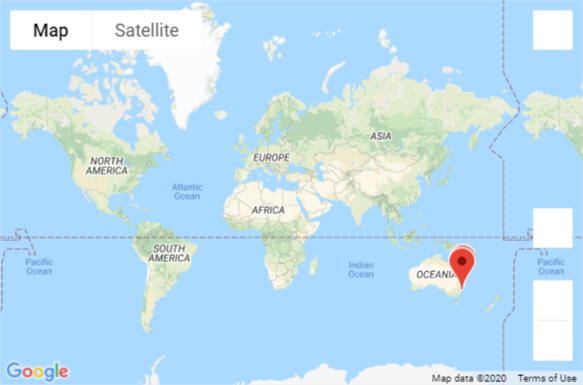 Map
Satellite
ASIA
NORTH
AMERICA
EUROPE
Atlantic
Ocean
AFRICA
SOUTH
AMERICA
Pacific
Ocean
Indian
Ocean
OCEANIA
Pacific
Ocean
Google
Map data ©2020
Terms of Use